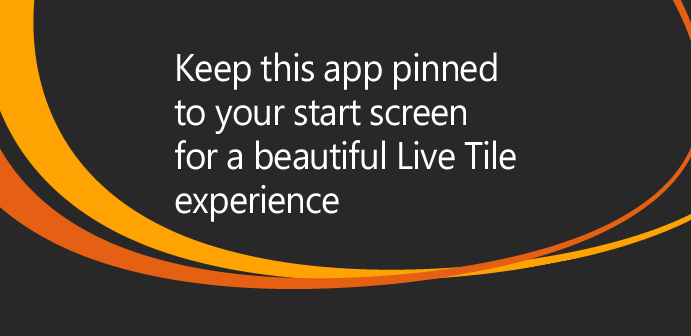 Keep this app pinned
to your start screen
for a beautiful Live Tile
experience